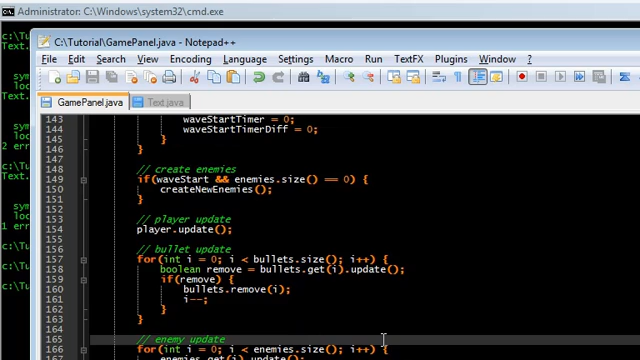 Administrator: C:\Windows\system32\cmd.exe
C:\Tutorial\GamePanel.java - Notepad++
File Edit Search View Encoding Language Settings Macro Run TextFX Plugins Window ?
GamePanel.java Text.java
143 waveStartTimer = 0;
144 waveStartTimerDiff = 0;
145 }
146 }
147
148 // create enemies
149 if(waveStart && enemies.size() == 0) {
150 createNewEnemies();
151 }
152
153 // player update
154 player.update();
155
156 // bullet update
157 for(int i = 0; i < bullets.size(); i++) {
158 boolean remove = bullets.get(i).update();
159 if(remove) {
160 bullets.remove(i);
161 i--;
162 }
163 }
164
165 // enemy update
166 for(int i = 0; i < enemies.size(); i++) {
167 enemies.get(i).update();